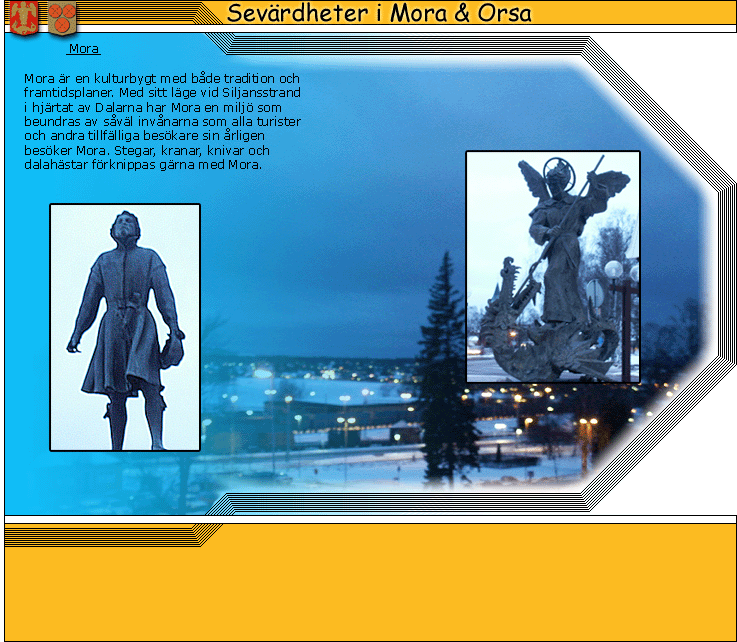 Sevärdheter i Mora & Orsa
Mora
Mora är en kulturbygt med både tradition och
framtidsplaner. Med sitt läge vid Siljansstrand
i hjärtat av Dalarna har Mora en miljö som
beundras av såväl invånarna som alla turister
och andra tillfälliga besökare sin årligen
besöker Mora. Stegar, kranar, knivar och
dalahästar förknippas gärna med Mora.